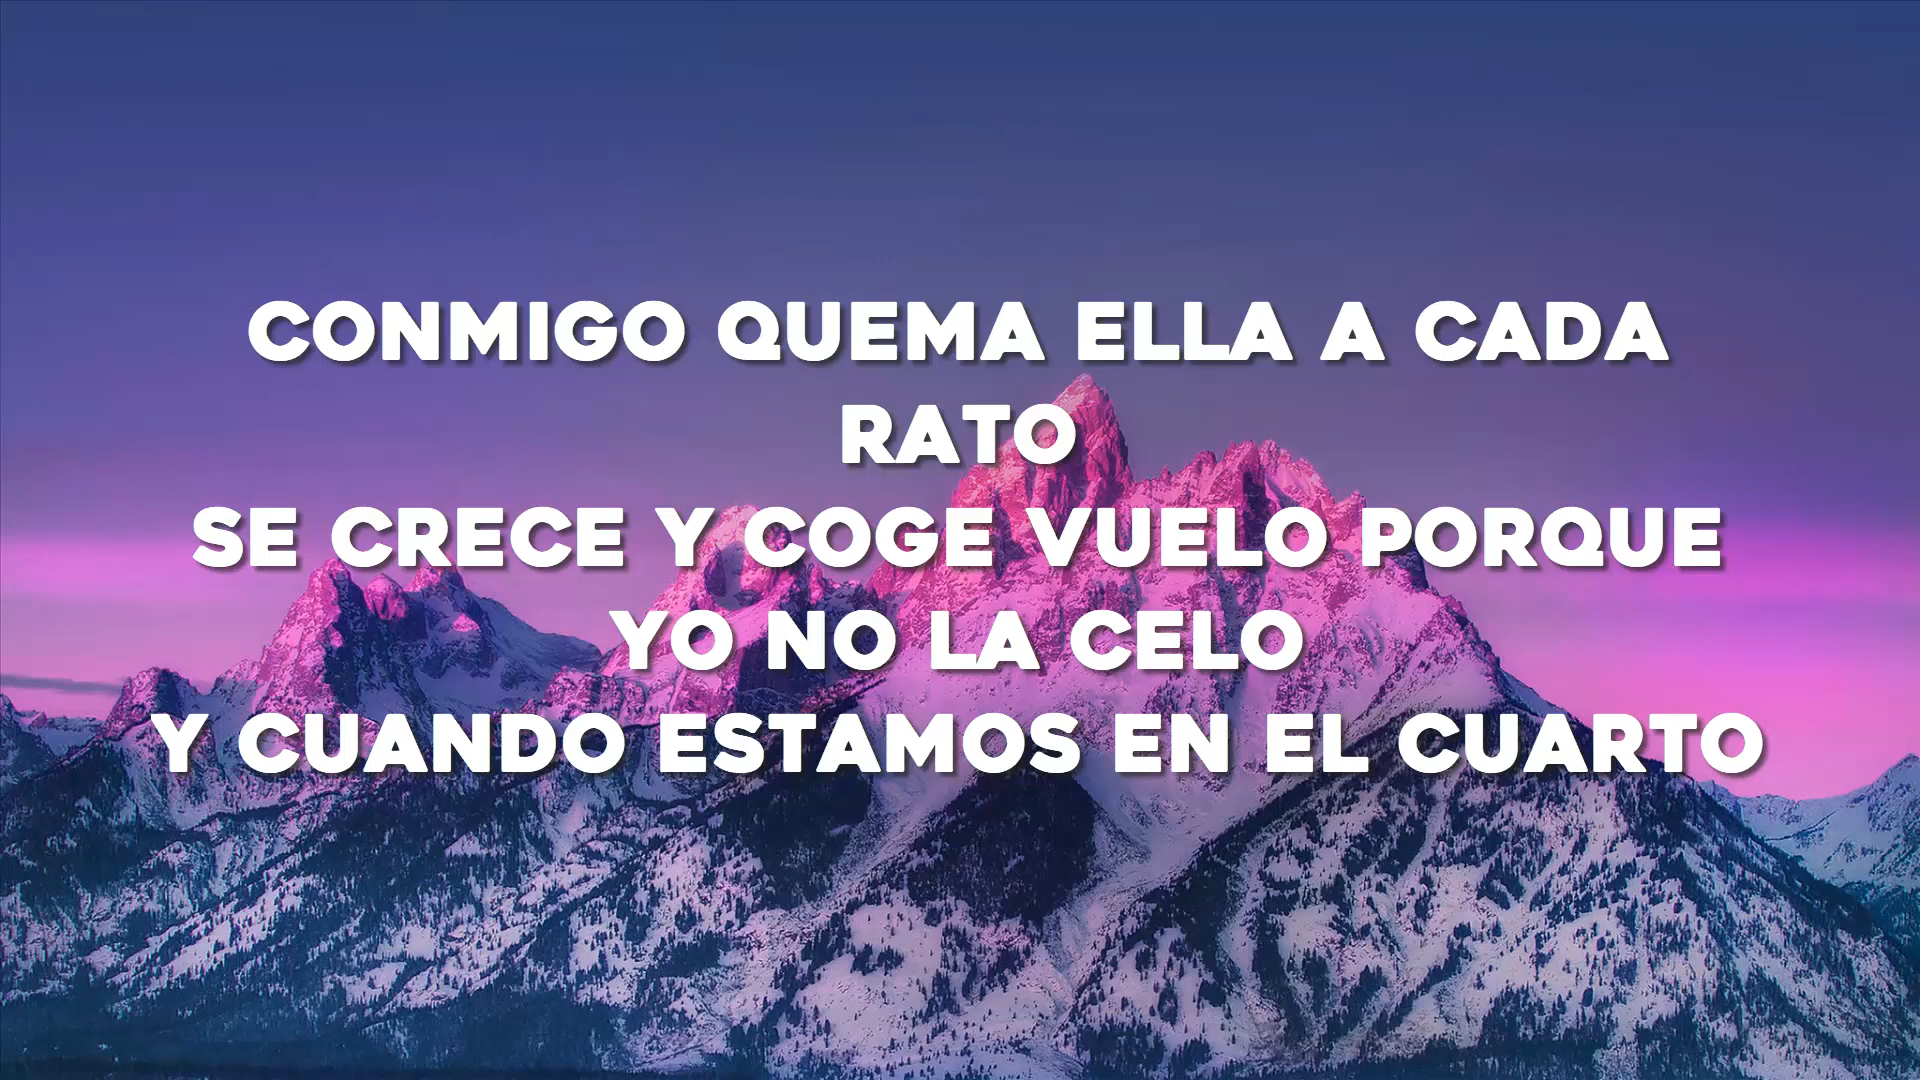 CONMIGO QUEMA ELLA A CADA
RATO
SE CRECE Y COGE VUELO PORQUE
YO NO LA CELO
Y CUANDO ESTAMOS EN EL CUARTO